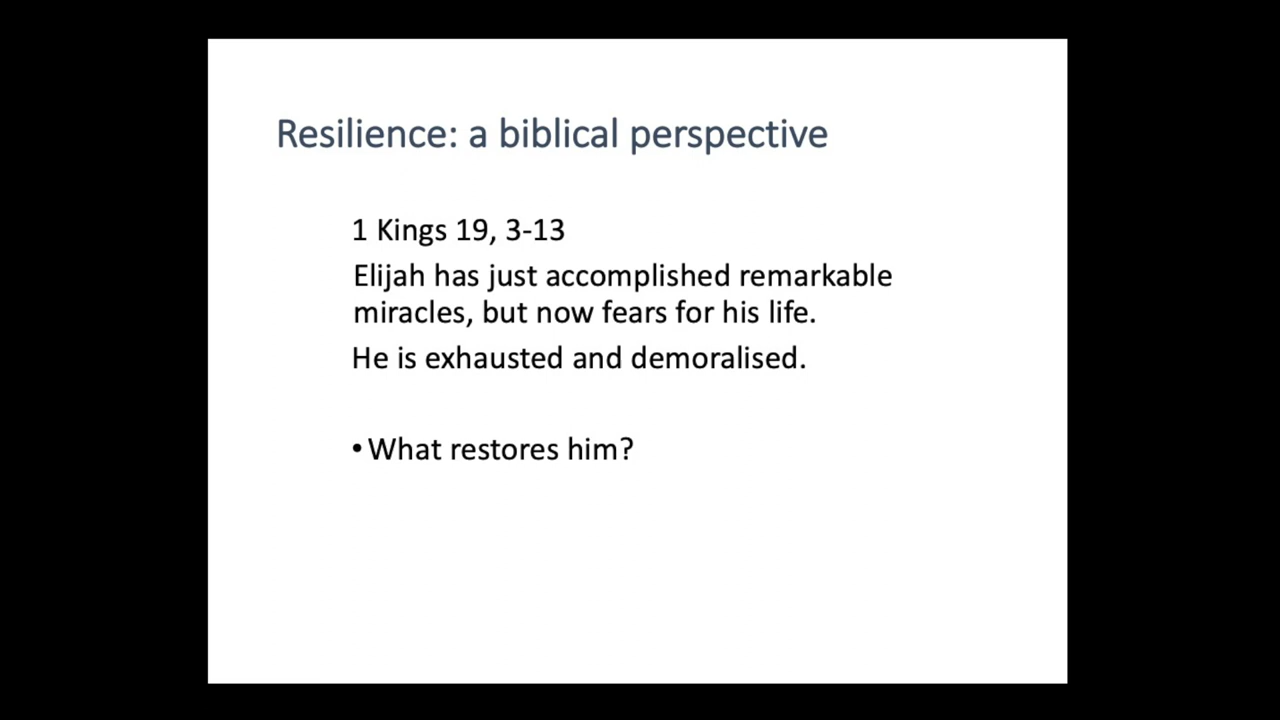 Resilience: a biblical perspective
1 Kings 19, 3-13
Elijah has just accomplished remarkable
miracles, but now fears for his life.
He is exhausted and demoralised.
• What restores him?